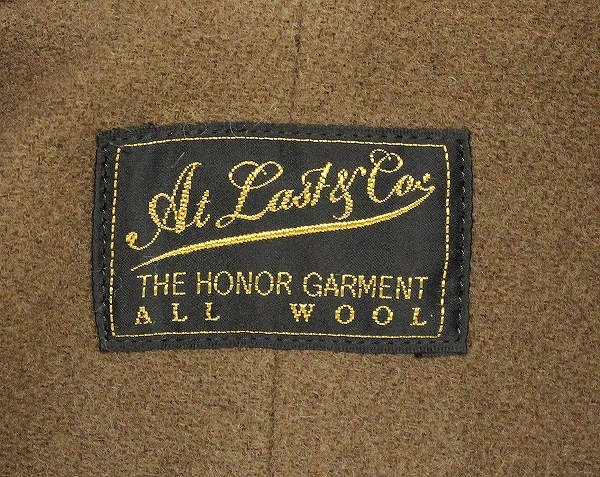 At Last & Co.
THE HONOR GARMENT
ALL WOOL